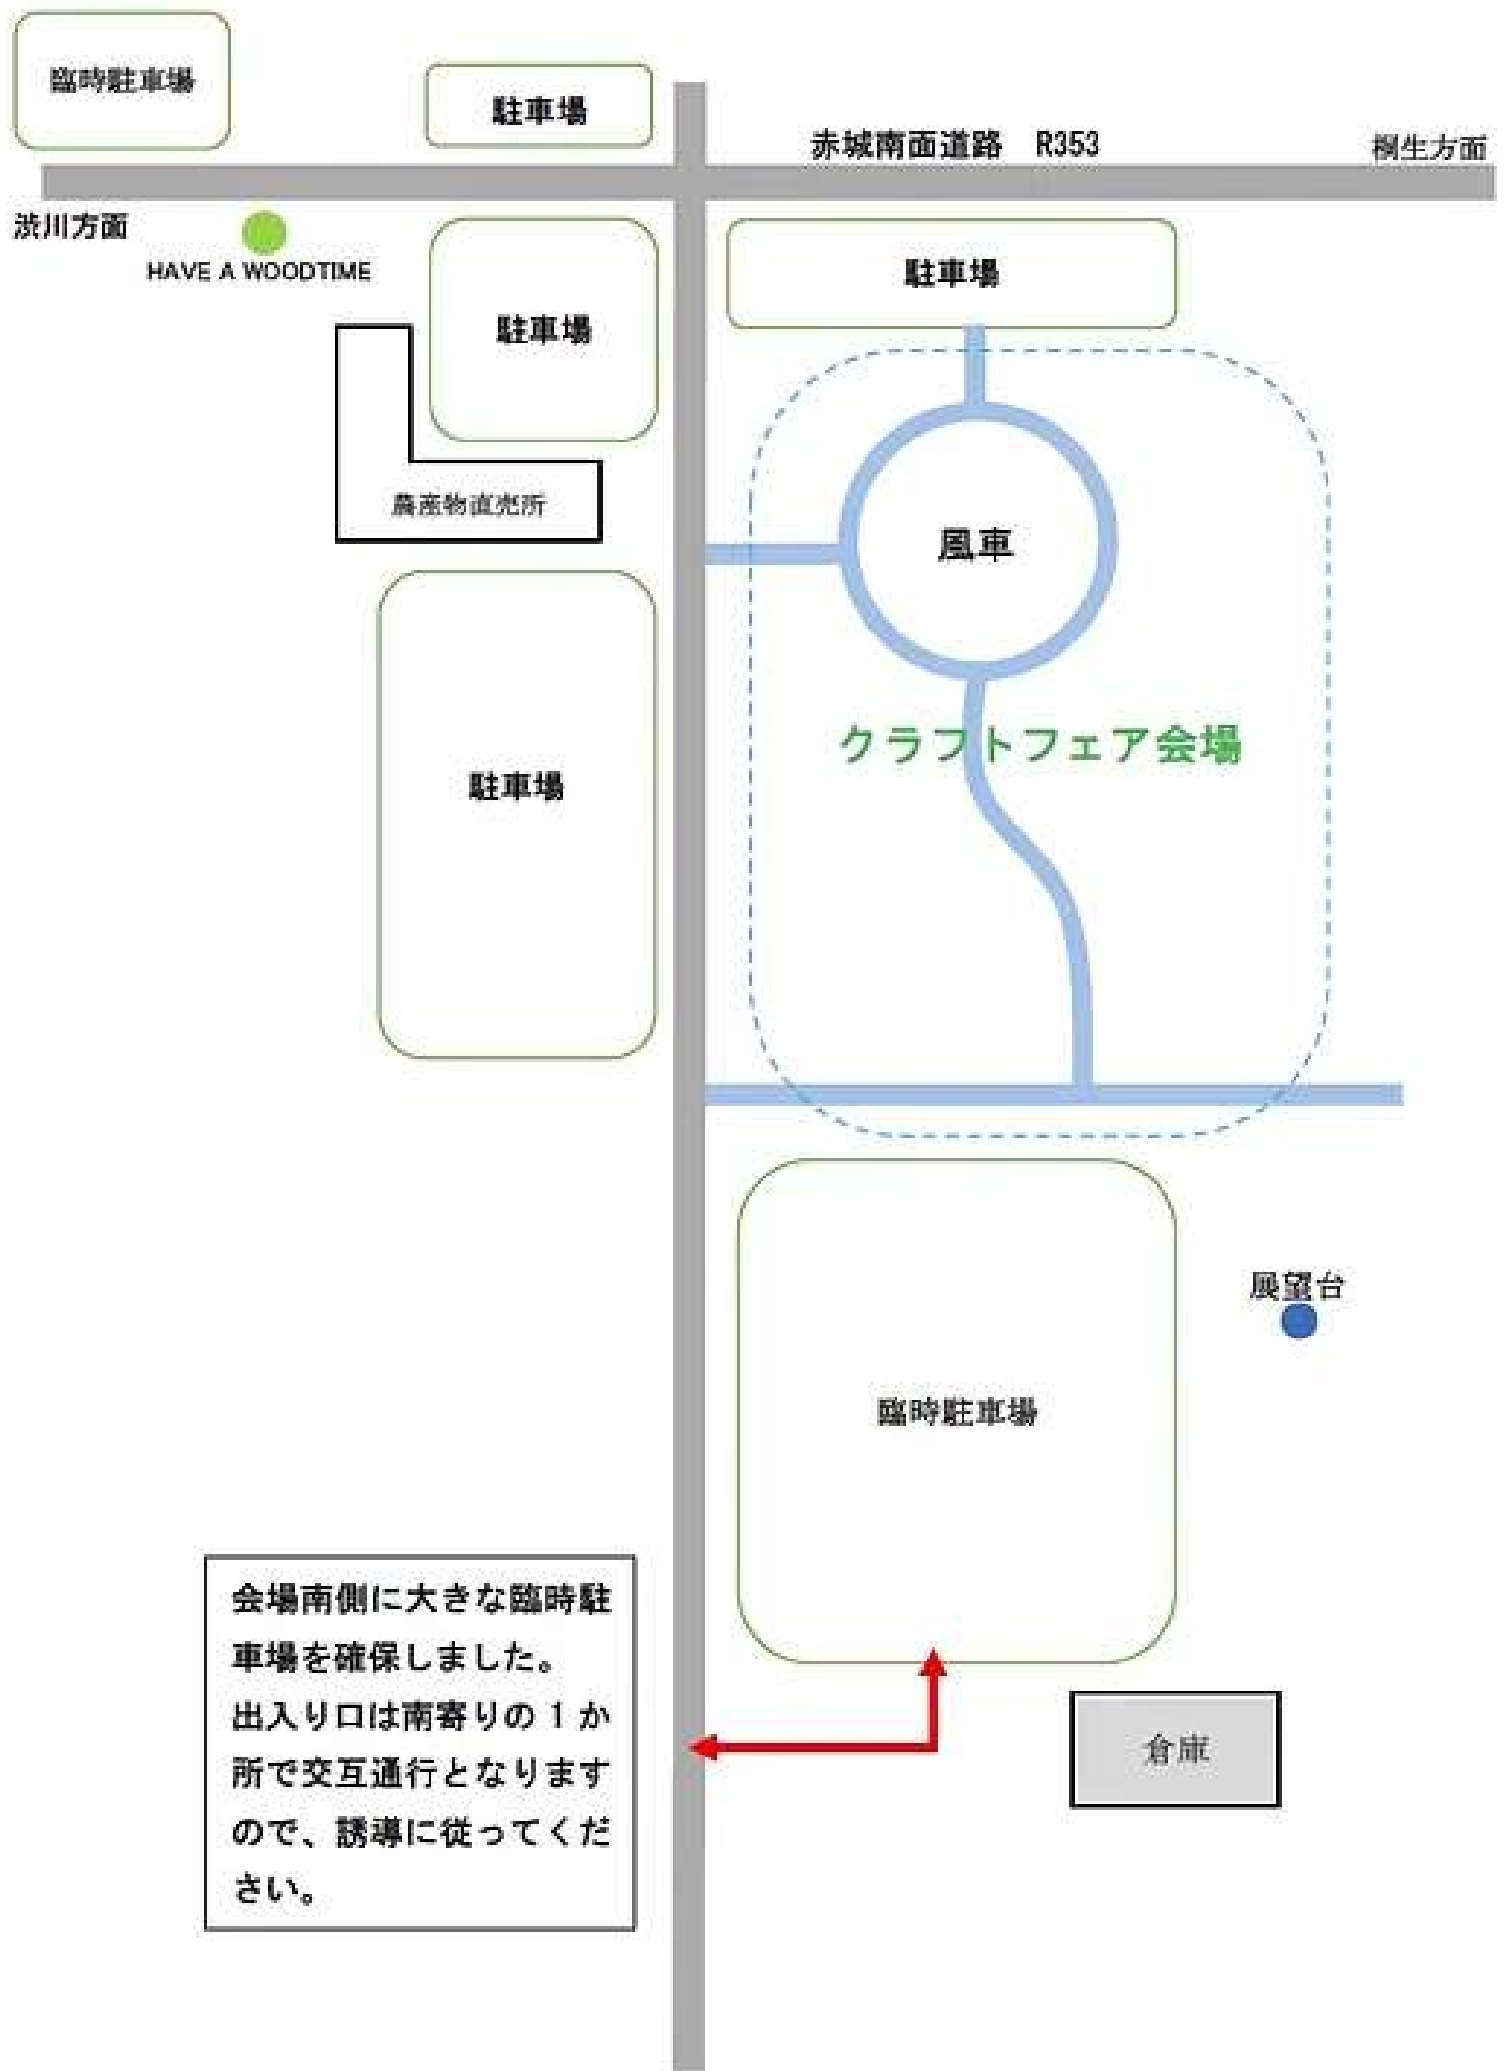 臨時駐車場
駐車場
赤城南面道路　R353
桐生方面
渋川方面
HAVE A WOODTIME
駐車場
駐車場
農産物直売所
風車
クラフトフェア会場
駐車場
展望台
臨時駐車場
会場南側に大きな臨時駐
車場を確保しました。
出入り口は南寄りの 1 か
所で交互通行となります
ので、誘導に従ってくだ
さい。
倉庫